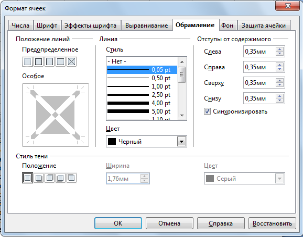 Формат ячеек
Числа Шрифт Эффекты шрифта Выравнивание Обрамление Фон Защита ячейки
Положение линий
Предопределенное
Особое
Линия
Стиль
- Нет -
0,05 pt
0,50 pt
1,00 pt
2,50 pt
4,00 pt
5,00 pt
1,10 pt
Цвет
Черный
Отступы от содержимого
Слева 0,35мм
Справа 0,35мм
Сверху 0,35мм
Снизу 0,35мм
Синхронизировать
Стиль тени
Положение
Ширина
1,76мм
Цвет
Серый
ОК Отмена Справка Восстановить